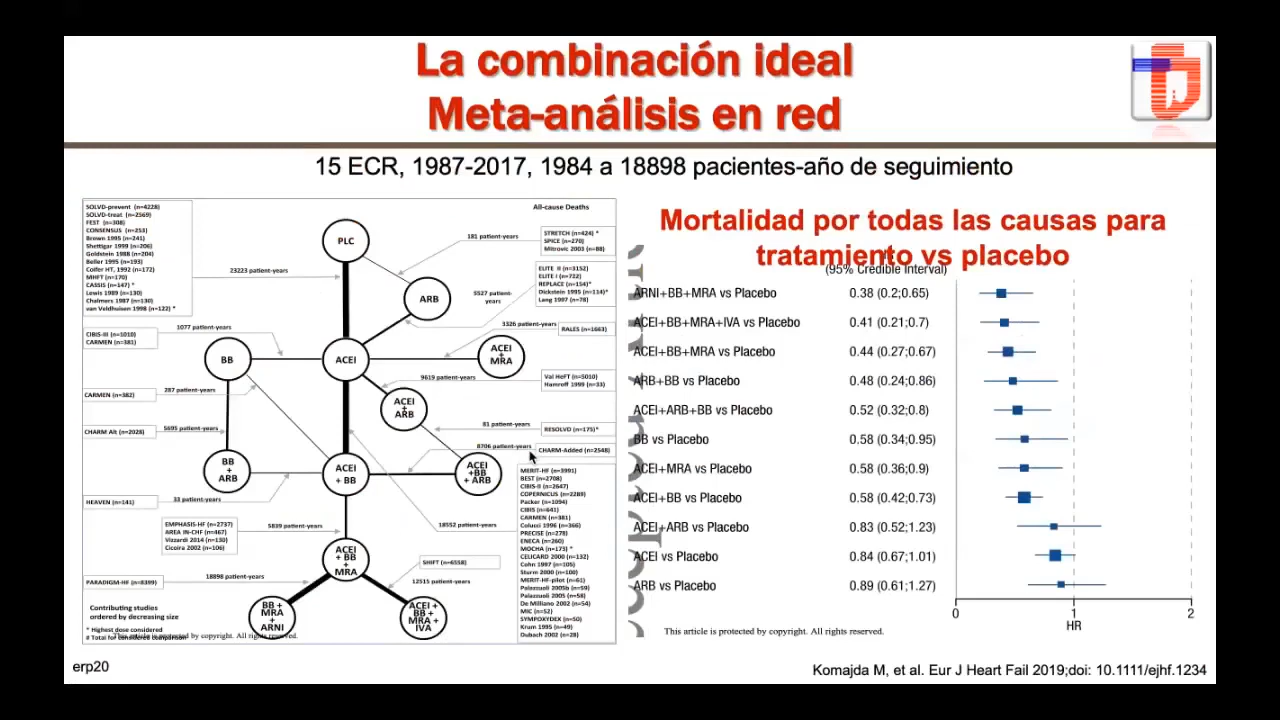 La combinación ideal
Meta-análisis en red
15 ECR, 1987-2017, 1984 a 18898 pacientes-año de seguimiento
SOLVD-prevent (n=4228)
SOLVD-treat (n=2569)
FEST (n=308)
CONSENSUS (n=253)
Brown 1995 (n=241)
Shettigar 1999 (n=206)
Goldstein 1988 (n=204)
Beller 1995 (n=193)
Colfer HT, 1992 (n=172)
MHFT (n=170)
CASSIS (n=147) *
Lewis 1989 (n=130)
Chalmers 1987 (n=130)
van Veldhuisen 1998 (n=122) *
All-cause Deaths
PLC
181 patient-years
STRETCH (n=424) *
SPICE (n=270)
Mitrovic 2003 (n=88)
23223 patient-years
ARB
5527 patient-
years
ELITE II (n=3152)
ELITE I (n=722)
REPLACE (n=154)*
Dickstein 1995 (n=114)*
Lang 1997 (n=78)
CIBIS-III (n=1010)
CARMEN (n=381)
1077 patient-years
3326 patient-years
RALES (n=1663)
BB
ACEI
ACEI
+
MRA
9619 patient-years
Val HeFT (n=5010)
Hamroff 1999 (n=33)
CARMEN (n=382)
287 patient-years
ACEI
+
ARB
81 patient-years
RESOLVD (n=175)*
CHARM Alt (n=2028)
5695 patient-years
8706 patient-years
CHARM-Added (n=2548)
BB
+
ARB
ACEI
+ BB
ACEI
+BB
+ ARB
HEAVEN (n=141)
33 patient-years
MERIT-HF (n=3991)
BEST (n=2708)
CIBIS-II (n=2647)
COPERNICUS (n=2289)
Packer (n=1094)
CIBIS (n=641)
CARMEN (n=381)
Colucci 1996 (n=366)
PRECISE (n=278)
ENECA (n=260)
MOCHA (n=173) *
CELICARD 2000 (n=132)
Cohn 1997 (n=105)
Sturm 2000 (n=100)
MERIT-HF-pilot (n=61)
Palazzuoli 2005b (n=59)
Palazzuoli 2005 (n=58)
De Milliano 2002 (n=54)
MIC (n=52)
SYMPOXYDEX (n=50)
Krum 1995 (n=49)
Dubach 2002 (n=28)
EMPHASIS-HF (n=2737)
AREA IN-CHF (n=467)
Vizzardi 2014 (n=130)
Cicoira 2002 (n=106)
5839 patient-years
18552 patient-years
ACEI
+ BB
+
MRA
SHIFT (n=6558)
PARADIGM-HF (n=8399)
18898 patient-years
12515 patient-years
BB +
MRA
+
ARNI
ACEI +
BB +
MRA +
IVA
Contributing studies
ordered by decreasing size
* Highest dose considered
# Total for considered comparison
This article is protected by copyright. All rights reserved.
Mortalidad por todas las causas para
tratamiento vs placebo
(95% Credible Interval)
ARNI+BB+MRA vs Placebo 0.38 (0.2;0.65)
ACEI+BB+MRA+IVA vs Placebo 0.41 (0.21;0.7)
ACEI+BB+MRA vs Placebo 0.44 (0.27;0.67)
ARB+BB vs Placebo 0.48 (0.24;0.86)
ACEI+ARB+BB vs Placebo 0.52 (0.32;0.8)
BB vs Placebo 0.58 (0.34;0.95)
ACEI+MRA vs Placebo 0.58 (0.36;0.9)
ACEI+BB vs Placebo 0.58 (0.42;0.73)
ACEI+ARB vs Placebo 0.83 (0.52;1.23)
ACEI vs Placebo 0.84 (0.67;1.01)
ARB vs Placebo 0.89 (0.61;1.27)
0 1 2
HR
This article is protected by copyright. All rights reserved.
erp20
Komajda M, et al. Eur J Heart Fail 2019;doi: 10.1111/ejhf.1234